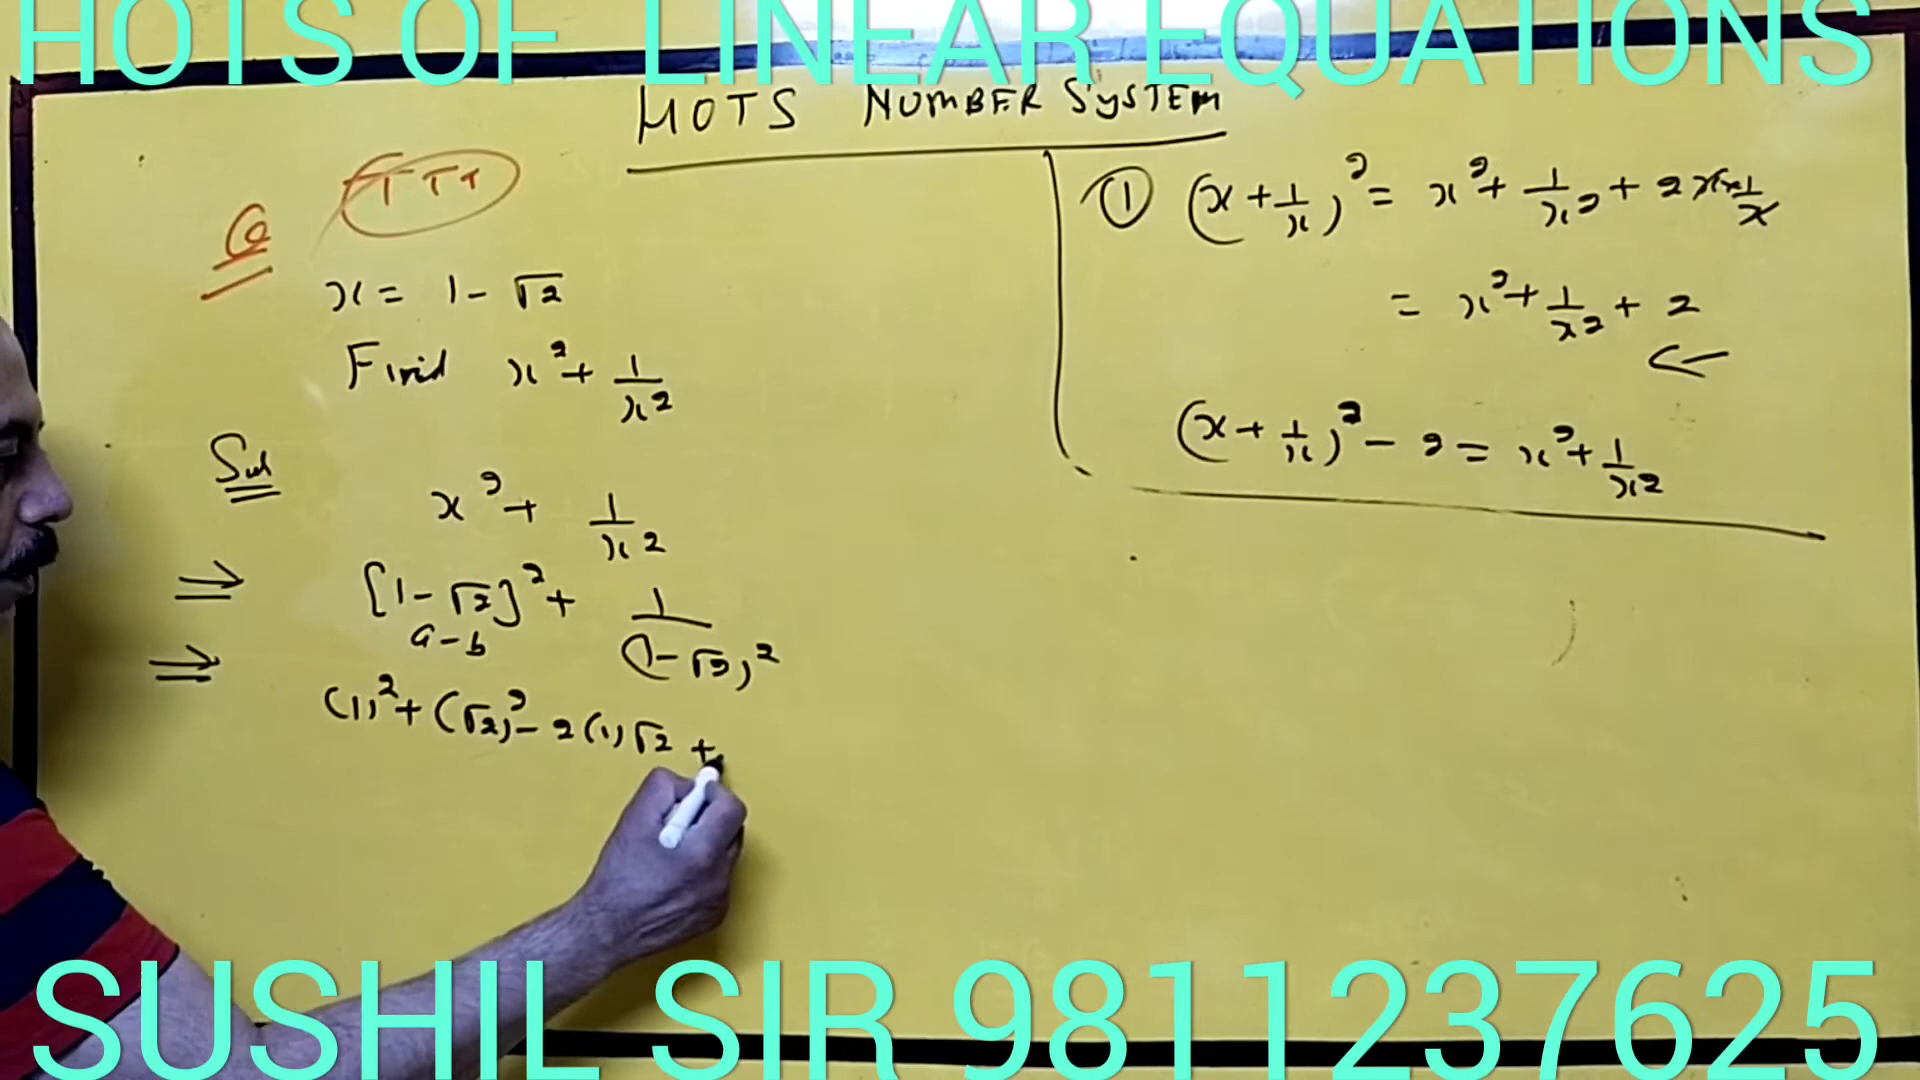 HOTS OF LINEAR EQUATIONS
HOTS NUMBER SYSTEM
TTT
Q
x = 1 - √2
Find x² + 1/x²
Sol
x² + 1/x²
⇒ [1 - √2]² + 1/(1 - √2)²
a - b
⇒ (1)² + (√2)² - 2(1)√2 +
① (x + 1/x)² = x² + 1/x² + 2 x × 1/x
= x² + 1/x² + 2
←
(x + 1/x)² - 2 = x² + 1/x²
SUSHIL SIR 9811237625